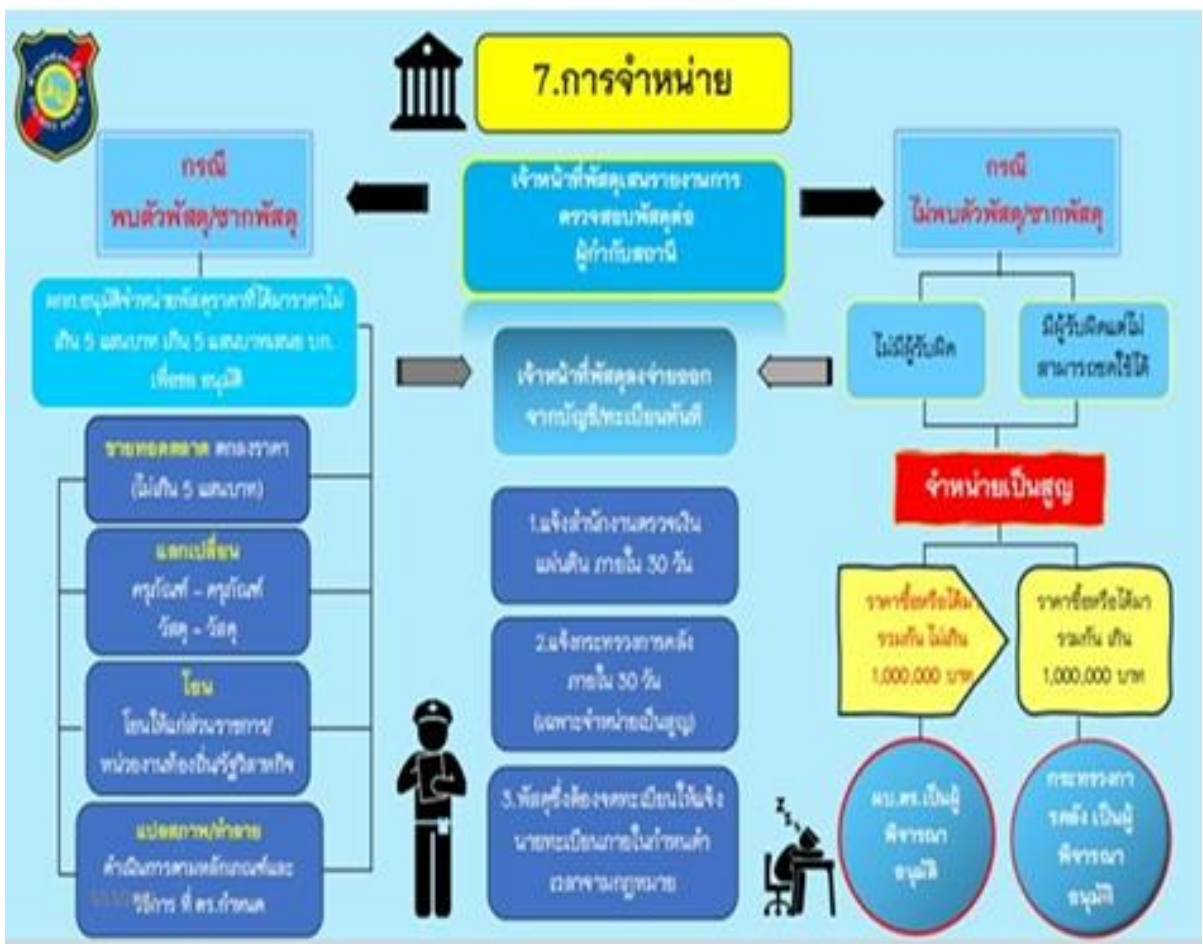 7.การจำหน่าย
เจ้าหน้าที่พัสดุเสนรายงานการ
ตรวจสอบพัสดุต่อ
ผู้กำกับสถานี
กรณี
พบตัวพัสดุ/ซากพัสดุ
ผกก.อนุมัติจำหน่ายพัสดุราคาที่ได้มาราคาไม่
เกิน 5 แสนบาท เกิน 5 แสนบาทเสนอ บก.
เพื่อขอ อนุมัติ
ขายทอดตลาด ตกลงราคา
(ไม่เกิน 5 แสนบาท)
แลกเปลี่ยน
ครุภัณฑ์ - ครุภัณฑ์
วัสดุ - วัสดุ
โอน
โอนให้แก่ส่วนราชการ/
หน่วยงานท้องถิ่น/รัฐวิสาหกิจ
แปลสภาพ/ทำลาย
ดำเนินการตามหลักเกณฑ์และ
วิธีการ ที่ ตร.กำหนด
เจ้าหน้าที่พัสดุลงจ่ายออก
จากบัญชี/ทะเบียนทันที
1.แจ้งสำนักงานตรวจเงิน
แผ่นดิน ภายใน 30 วัน
2.แจ้งกระทรวงการคลัง
ภายใน 30 วัน
(เฉพาะจำหน่ายเป็นสูญ)
3.พัสดุซึ่งต้องจดทะเบียนให้แจ้ง
นายทะเบียนภายในกำหนดำ
เวลาจามกฎหมาย
กรณี
ไม่พบตัวพัสดุ/ซากพัสดุ
ไม่มีผู้รับผิด
มีผู้รับผิดแต่ไม่
สามารถชดใช้ได้
จำหน่ายเป็นสูญ
ราคาซื้อหรือได้มา
รวมกัน ไม่เกิน
1,000,000 บาท
ราคาซื้อหรือได้มา
รวมกัน เกิน
1,000,000 บาท
ผบ.ตร.เป็นผู้
พิจารณา
อนุมัติ
กระทรวงกา
รคลัง เป็นผู้
พิจารณา
อนุมัติ